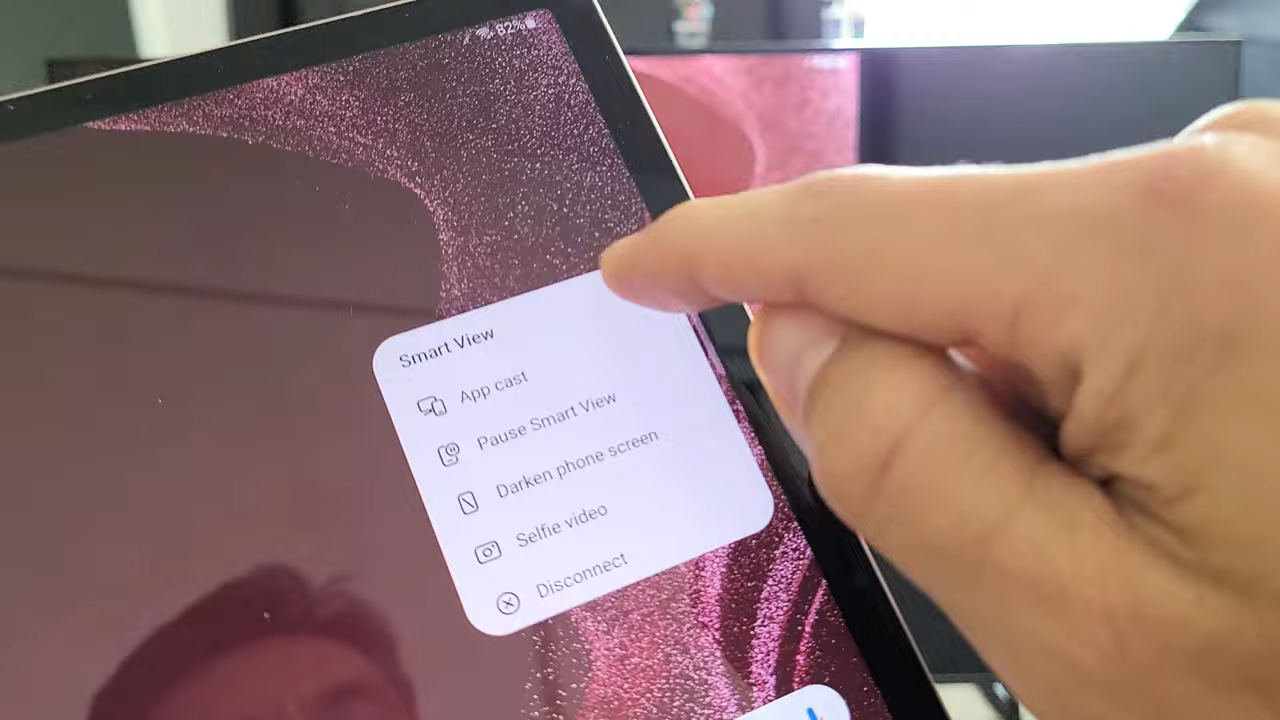 82%
Smart View
App cast
Pause Smart View
Darken phone screen
Selfie video
Disconnect